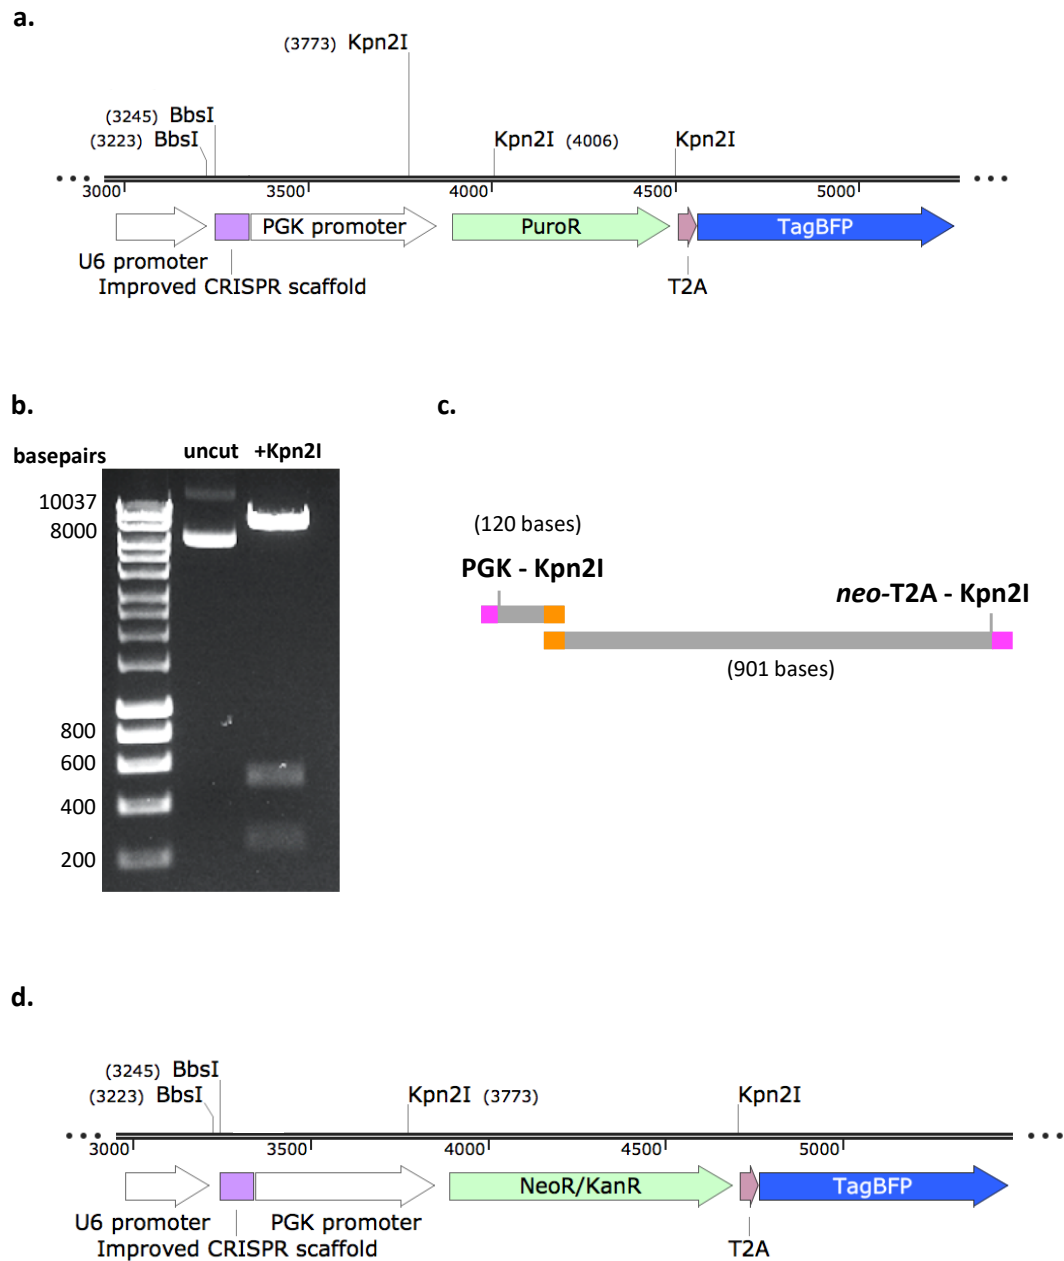 a.
(3773) Kpn2I
(3245) BbsI
(3223) BbsI
Kpn2I (4006)
Kpn2I
3000 3500 4000 4500 5000
PGK promoter PuroR TagBFP
U6 promoter
Improved CRISPR scaffold
T2A
b.
basepairs uncut +Kpn2I
10037
8000
800
600
400
200
c.
(120 bases)
PGK - Kpn2I
neo-T2A - Kpn2I
(901 bases)
d.
(3245) BbsI
(3223) BbsI
Kpn2I (3773)
Kpn2I
3000 3500 4000 4500 5000
NeoR/KanR TagBFP
U6 promoter PGK promoter
Improved CRISPR scaffold
T2A